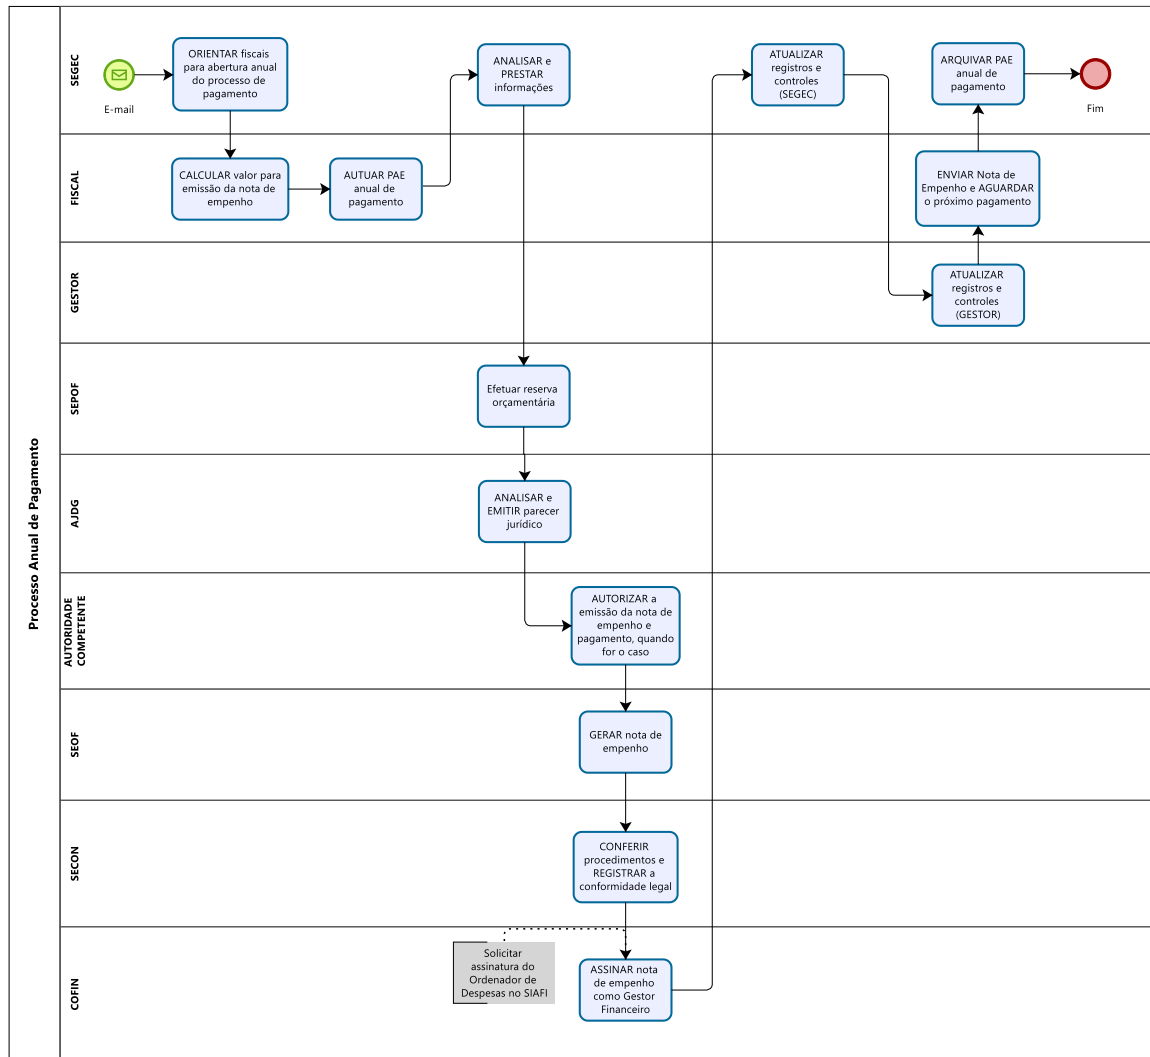 Processo Anual de Pagamento
SEGEC
E-mail
ORIENTAR fiscais
para abertura anual
do processo de
pagamento
ANALISAR e
PRESTAR
informações
ATUALIZAR
registros e
controles
(SEGEC)
ARQUIVAR PAE
anual de
pagamento
Fim
FISCAL
CALCULAR valor para
emissão da nota de
empenho
AUTUAR PAE
anual de
pagamento
ENVIAR Nota de
Empenho e AGUARDAR
o próximo pagamento
GESTOR
ATUALIZAR
registros e
controles
(GESTOR)
SEPOF
Efetuar reserva
orçamentária
AJDG
ANALISAR e
EMITIR parecer
jurídico
AUTORIDADE
COMPETENTE
AUTORIZAR a
emissão da nota de
empenho e
pagamento, quando
for o caso
SEOF
GERAR nota de
empenho
SECON
CONFERIR
procedimentos e
REGISTRAR a
conformidade legal
COFIN
Solicitar
assinatura do
Ordenador de
Despesas no SIAFI
ASSINAR nota
de empenho
como Gestor
Financeiro